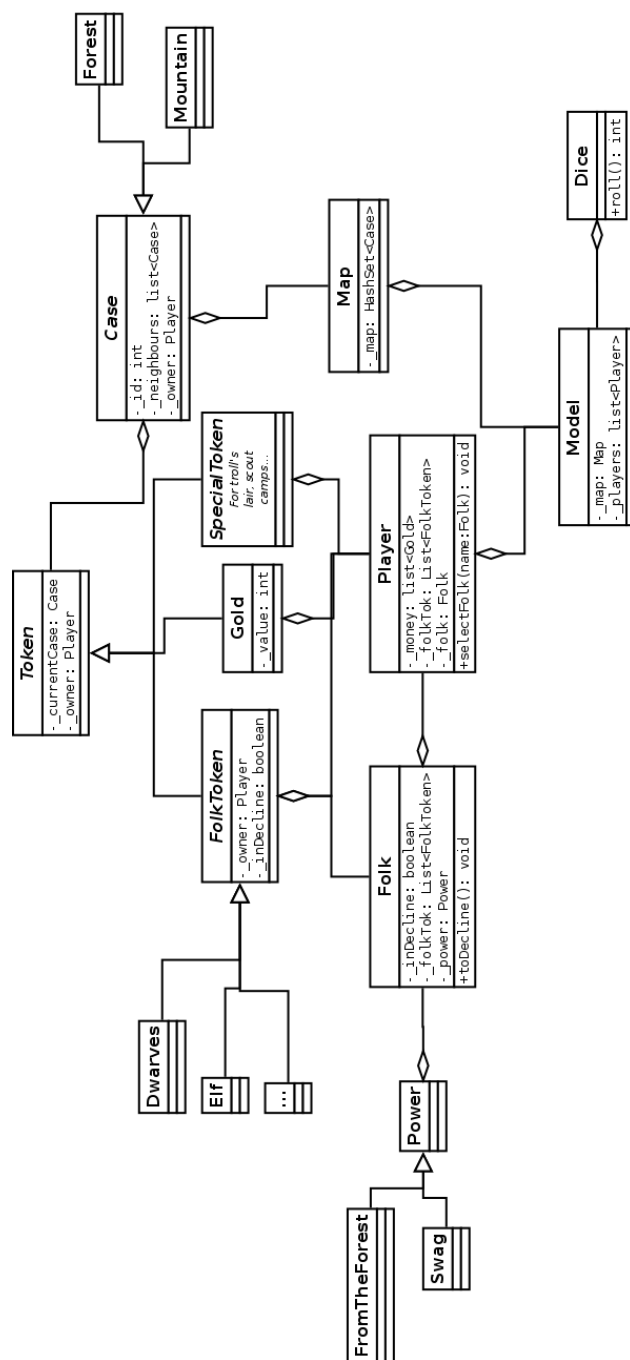 Token
-_currentCase: Case
-_owner: Player
Case
-_id: int
-_neighbours: list<Case>
-_owner: Player
Forest
Mountain
FolkToken
-_owner: Player
-_inDecline: boolean
Gold
-_value: int
SpecialToken
For troll's
lair, scout
camps...
Map
-_map: HashSet<Case>
Dwarves
Elf
...
Folk
-_inDecline: boolean
-_folkTok: List<FolkToken>
-_power: Power
+toDecline(): void
Player
-_money: list<Gold>
-_folkTok: List<FolkToken>
-_folk: Folk
+selectFolk(name:Folk): void
Power
FromTheForest
Swag
Model
-_map: Map
-_players: list<Player>
Dice
+roll(): int